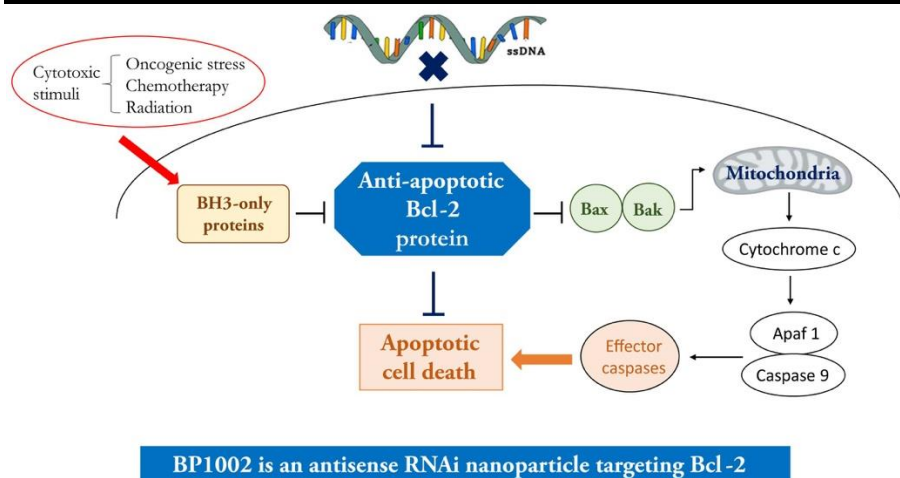 ssDNA
Cytotoxic
stimuli
Oncogenic stress
Chemotherapy
Radiation
BH3-only
proteins
Anti-apoptotic
Bcl-2
protein
Bax
Bak
Mitochondria
Cytochrome c
Apaf 1
Caspase 9
Effector
caspases
Apoptotic
cell death
BP1002 is an antisense RNAi nanoparticle targeting Bcl-2